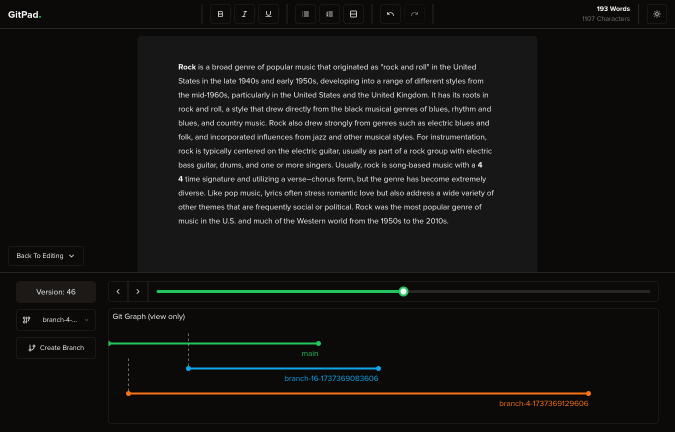 GitPad.
B I U
193 Words
1107 Characters
Rock is a broad genre of popular music that originated as "rock and roll" in the United
States in the late 1940s and early 1950s, developing into a range of different styles from
the mid-1960s, particularly in the United States and the United Kingdom. It has its roots in
rock and roll, a style that drew directly from the black musical genres of blues, rhythm and
blues, and country music. Rock also drew strongly from genres such as electric blues and
folk, and incorporated influences from jazz and other musical styles. For instrumentation,
rock is typically centered on the electric guitar, usually as part of a rock group with electric
bass guitar, drums, and one or more singers. Usually, rock is song-based music with a 4
4 time signature and utilizing a verse–chorus form, but the genre has become extremely
diverse. Like pop music, lyrics often stress romantic love but also address a wide variety of
other themes that are frequently social or political. Rock was the most popular genre of
music in the U.S. and much of the Western world from the 1950s to the 2010s.
Back To Editing
Version: 46
branch-4-...
Create Branch
Git Graph (view only)
main
branch-16-1737369083606
branch-4-1737369129606